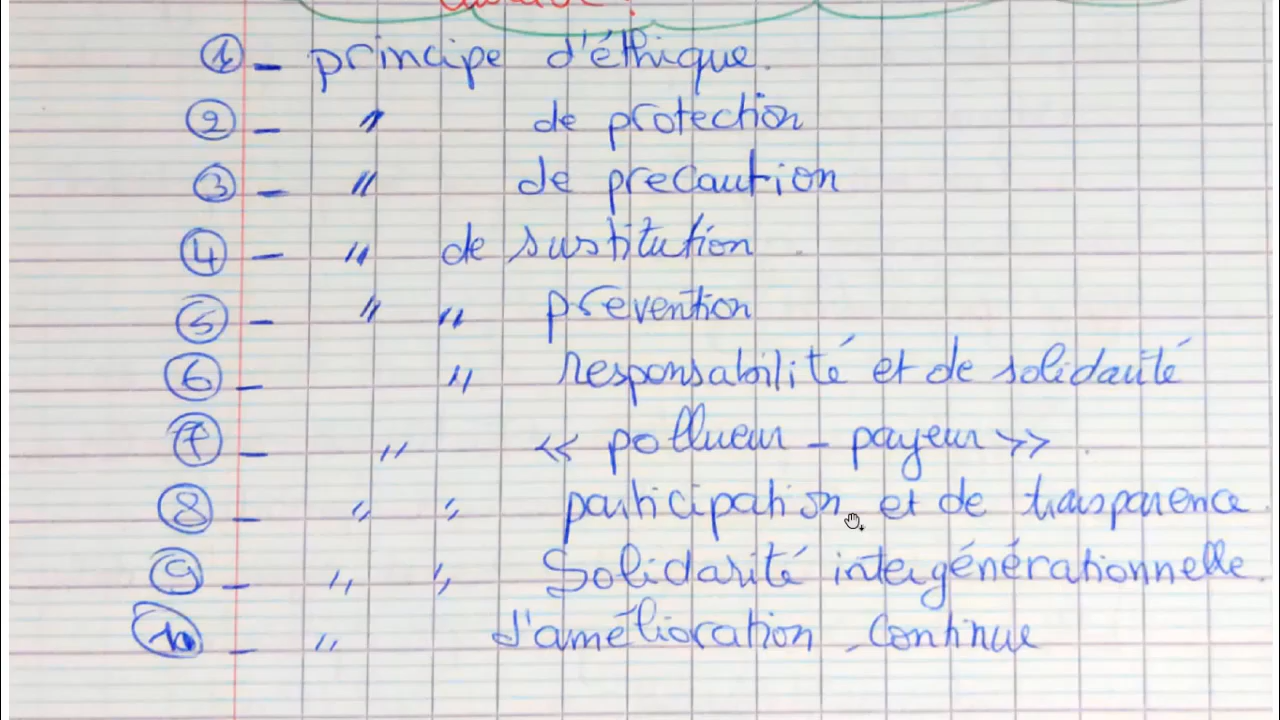 1 - principe d'éthique.
2 - " de protection
3 - " de precaution
4 - " de sustitution
5 - " " prevention
6 - " responsabilité et de solidarité
7 - " << pollueur - payeur >>
8 - " " participation et de transparence
9 - " " Solidarité intergénérationnelle.
10 - " d'amélioration continue